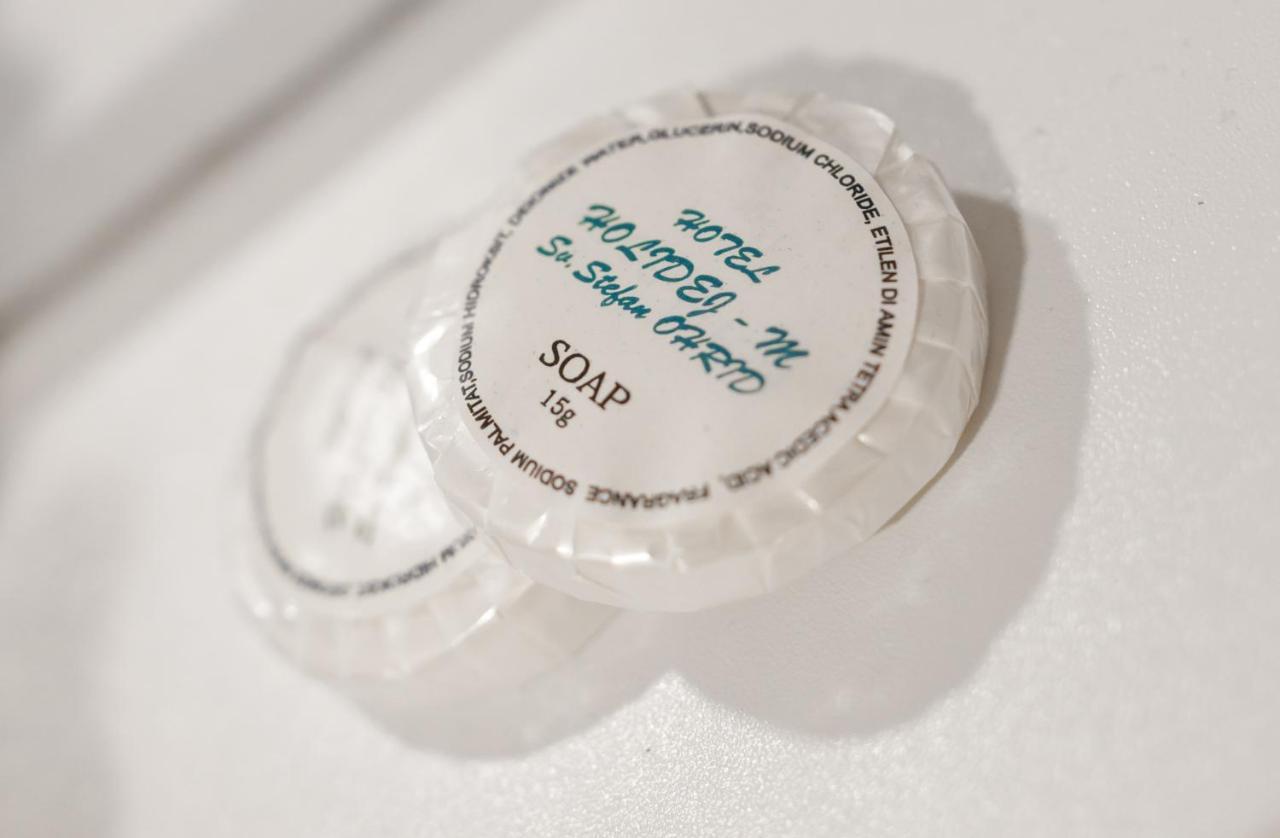 HOTEL
HOLIDEJ - M
Sv. Stefan OHRID
SOAP
15g
SODIUM PALMITAT,SODIUM HIDROKSIT, DEIONIZE WATER,GLUCERIN,SODIUM CHLORIDE, ETILEN DI AMIN TETRA ACEDIC ACID, FRAGRANCE